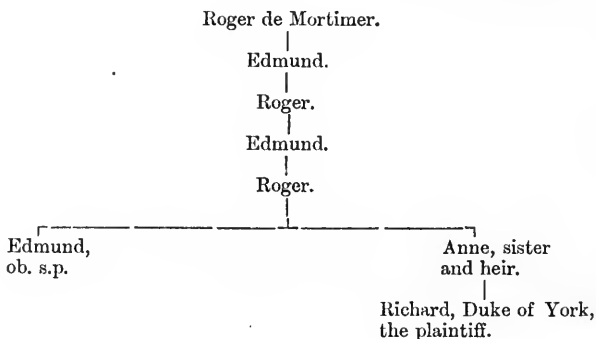 Roger de Mortimer.
Edmund.
Roger.
Edmund.
Roger.
Edmund,
ob. s.p.
Anne, sister
and heir.
Richard, Duke of York,
the plaintiff.